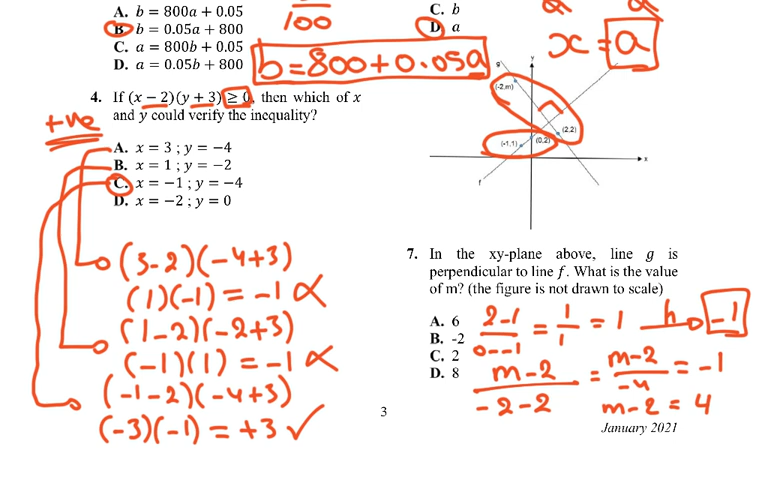 A. b = 800a + 0.05
B. b = 0.05a + 800
C. a = 800b + 0.05
D. a = 0.05b + 800
100
b=800+0.05a
C. b
D. a
x = a
4. If (x − 2)(y + 3) ≥ 0, then which of x
and y could verify the inequality?
+ve
A. x = 3 ; y = −4
B. x = 1 ; y = −2
C. x = −1 ; y = −4
D. x = −2 ; y = 0
(3-2)(-4+3)
(1)(-1) = -1 X
(1-2)(-2+3)
(-1)(1) = -1 X
(-1-2)(-4+3)
(-3)(-1) = +3 ✓
y
g
(-2,m)
(2,2)
(0,2)
(-1,1)
x
f
7. In the xy-plane above, line g is
perpendicular to line f. What is the value
of m? (the figure is not drawn to scale)
A. 6
B. -2
C. 2
D. 8
2-1 / 0--1 = 1/1 = 1 -1
m-2 / -2-2 = m-2 / -4 = -1
m-2 = 4
3
January 2021